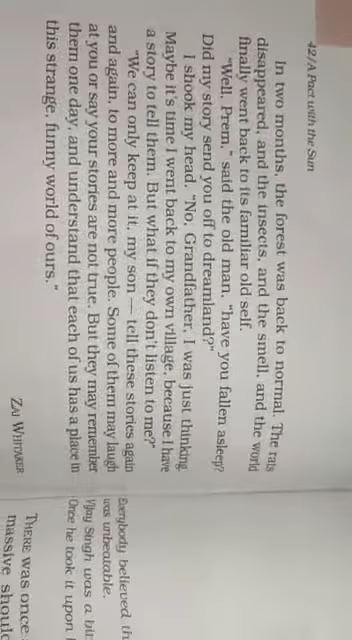 42/A Pact with the Sun
In two months, the forest was back to normal. The rats
disappeared, and the insects, and the smell, and the world
finally went back to its familiar old self.
"Well, Prem," said the old man, "have you fallen asleep?
Did my story send you off to dreamland?"
I shook my head. "No, Grandfather, I was just thinking.
Maybe it's time I went back to my own village, because I have
a story to tell them. But what if they don't listen to me?"
"We can only keep at it, my son — tell these stories again
and again, to more and more people. Some of them may laugh
at you or say your stories are not true. But they may remember
them one day, and understand that each of us has a place in
this strange, funny world of ours."
ZAI WHITAKER
Everybody believed
was unbeatable.
Vijay Singh was a
Once he took it upon
THERE was once
massive